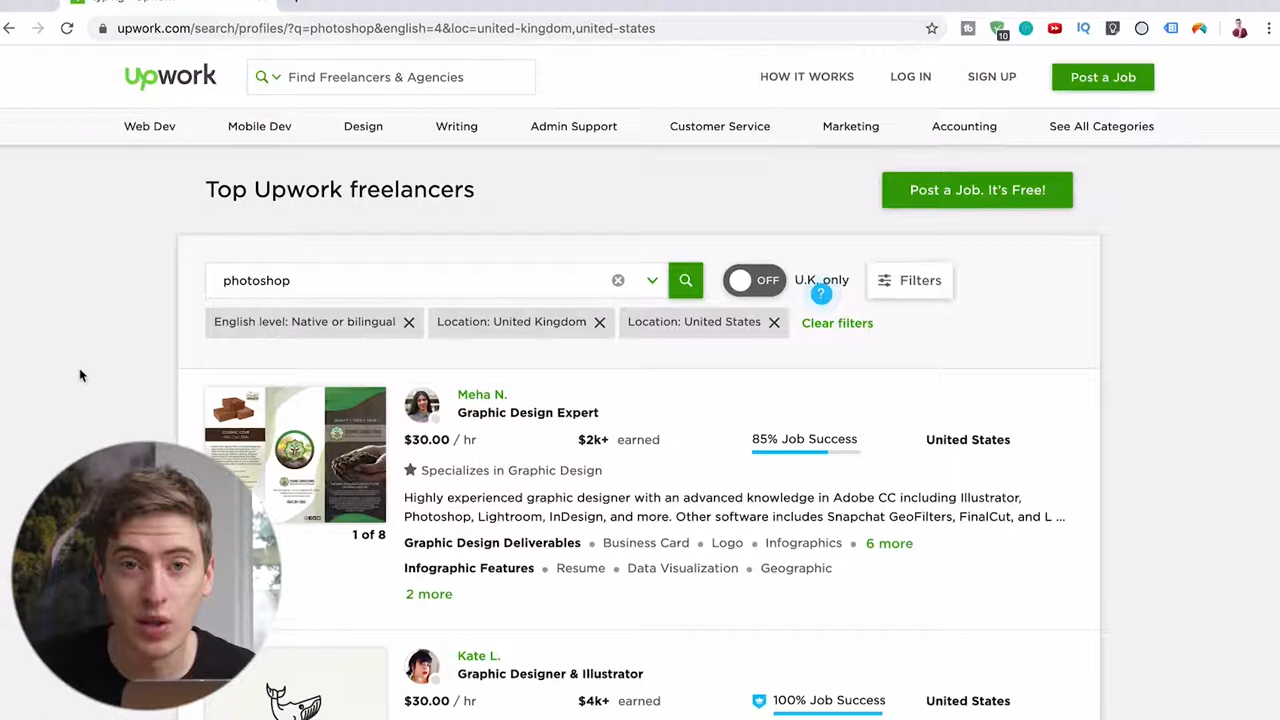 upwork.com/search/profiles/?q=photoshop&english=4&loc=united-kingdom,united-states
10
upwork
Find Freelancers & Agencies
HOW IT WORKS
LOG IN
SIGN UP
Post a Job
Web Dev
Mobile Dev
Design
Writing
Admin Support
Customer Service
Marketing
Accounting
See All Categories
Top Upwork freelancers
Post a Job. It's Free!
photoshop
OFF
U.K. only
?
Filters
English level: Native or bilingual
Location: United Kingdom
Location: United States
Clear filters
Meha N.
Graphic Design Expert
$30.00 / hr
$2k+ earned
85% Job Success
United States
Specializes in Graphic Design
Highly experienced graphic designer with an advanced knowledge in Adobe CC including Illustrator,
Photoshop, Lightroom, InDesign, and more. Other software includes Snapchat GeoFilters, FinalCut, and L ...
1 of 8
Graphic Design Deliverables • Business Card • Logo • Infographics • 6 more
Infographic Features • Resume • Data Visualization • Geographic
2 more
Kate L.
Graphic Designer & Illustrator
$30.00 / hr
$4k+ earned
100% Job Success
United States